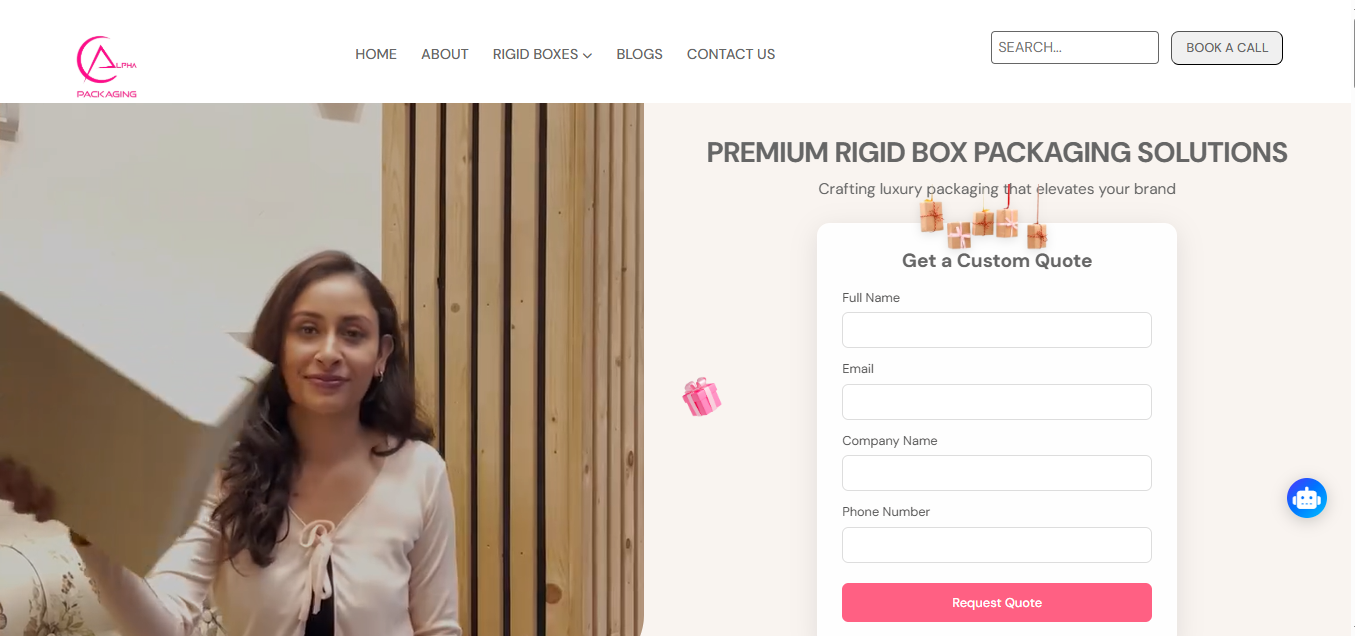 ALPHA
PACKAGING
HOME ABOUT RIGID BOXES BLOGS CONTACT US
SEARCH...
BOOK A CALL
PREMIUM RIGID BOX PACKAGING SOLUTIONS
Crafting luxury packaging that elevates your brand
Get a Custom Quote
Full Name
Email
Company Name
Phone Number
Request Quote